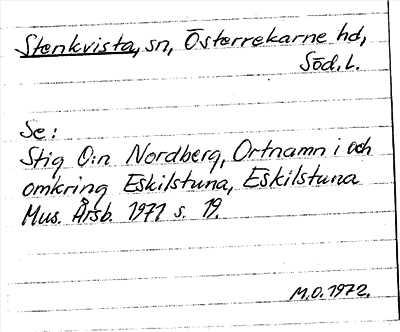 Stenkvista, sn, Österrekarne hd,
Söd. L.
Se:
Stig O:n Nordberg, Ortnamn i och
omkring Eskilstuna, Eskilstuna
Mus. Årsb. 1971 s. 19.
M.O. 1972.